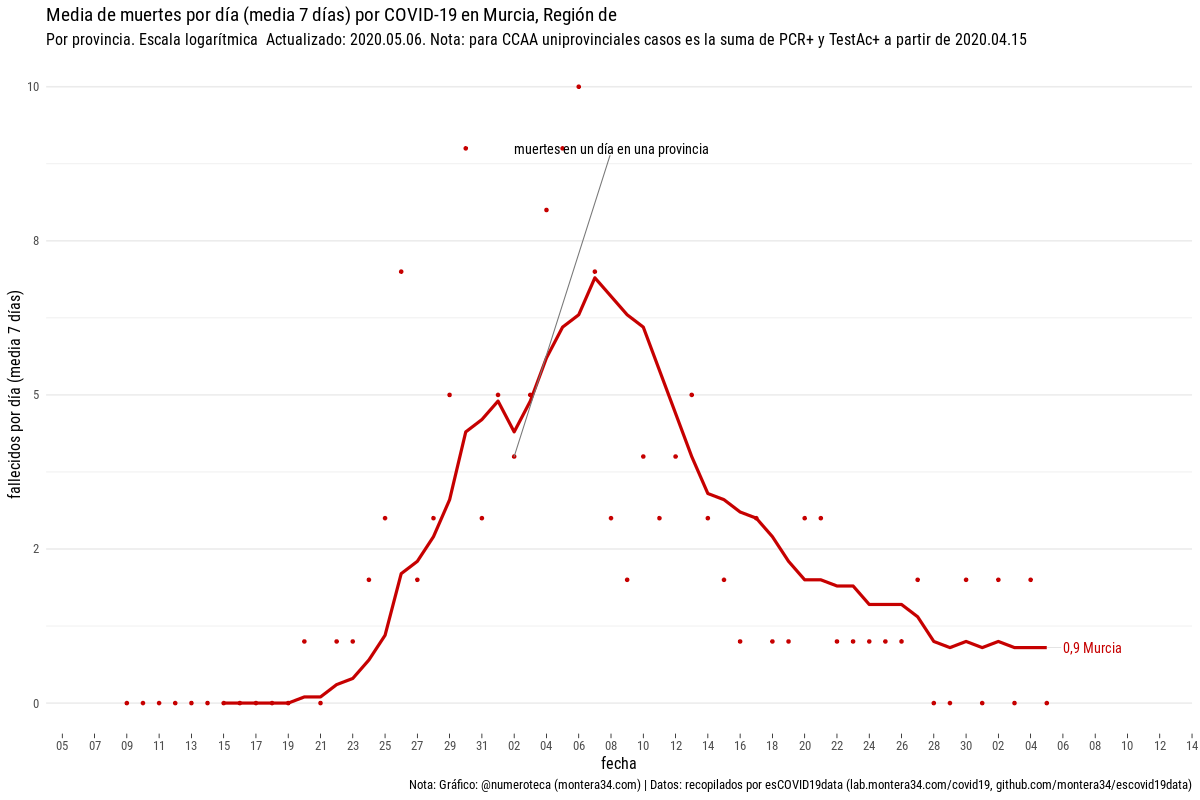 Media de muertes por día (media 7 días) por COVID-19 en Murcia, Región de
Por provincia. Escala logarítmica  Actualizado: 2020.05.06. Nota: para CCAA uniprovinciales casos es la suma de PCR+ y TestAc+ a partir de 2020.04.15
10
muertes en un día en una provincia
8
fallecidos por día (media 7 días)
5
2
0,9 Murcia
0
05 07 09 11 13 15 17 19 21 23 25 27 29 31 02 04 06 08 10 12 14 16 18 20 22 24 26 28 30 02 04 06 08 10 12 14
fecha
Nota: Gráfico: @numeroteca (montera34.com) | Datos: recopilados por esCOVID19data (lab.montera34.com/covid19, github.com/montera34/escovid19data)